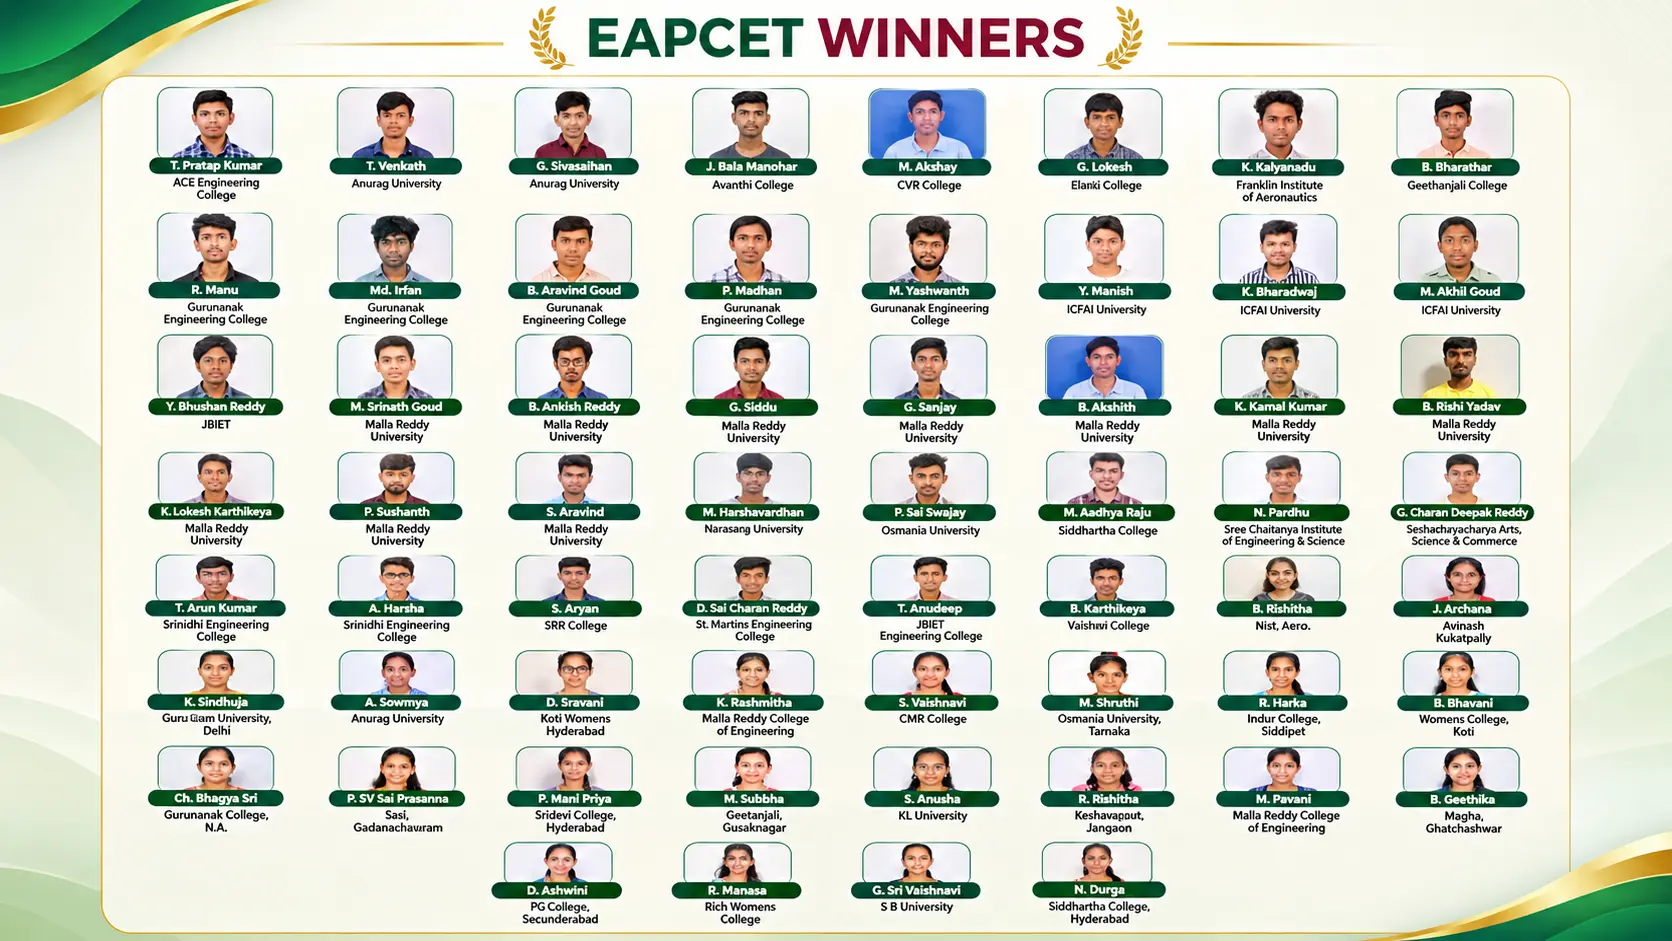 EAPCET WINNERS
T. Pratap Kumar
ACE Engineering
College
T. Venkath
Anurag University
G. Sivasaihan
Anurag University
J. Bala Manohar
Avanthi College
M. Akshay
CVR College
G. Lokesh
College
K. Kalyanadu
Franklin Institute
of Aeronautics
B. Bharathar
Geethanjali College
R. Manu
Gurunanak
Engineering College
Md. Irfan
Gurunanak
Engineering College
B. Aravind Goud
Gurunanak
Engineering College
P. Madhan
Gurunanak
Engineering College
M. Yashwanth
Gurunanak Engineering
College
Y. Manish
ICFAI University
K. Bharadwaj
ICFAI University
M. Akhil Goud
ICFAI University
Y. Bhushan Reddy
JBIET
M. Srinath Goud
Malla Reddy
University
B. Ankish Reddy
Malla Reddy
University
G. Siddu
Malla Reddy
University
G. Sanjay
Malla Reddy
University
B. Akshith
Malla Reddy
University
K. Kamal Kumar
Malla Reddy
University
B. Rishi Yadav
Malla Reddy
University
K. Lokesh Karthikeya
Malla Reddy
University
P. Sushanth
Malla Reddy
University
S. Aravind
Malla Reddy
University
M. Harshavardhan
Narasang University
P. Sai Swajay
Osmania University
M. Aadhya Raju
Siddhartha College
N. Pardhu
Sree Chaitanya Institute
of Engineering & Science
G. Charan Deepak Reddy
Seshachayacharya Arts,
Science & Commerce
T. Arun Kumar
Srinidhi Engineering
College
A. Harsha
Srinidhi Engineering
College
S. Aryan
SRR College
D. Sai Charan Reddy
St. Martins Engineering
College
T. Anudeep
JBIET
Engineering College
B. Karthikeya
College
B. Rishitha
Nist, Aero.
J. Archana
Avinash
Kukatpally
K. Sindhuja
Guru University,
Delhi
A. Sowmya
Anurag University
D. Sravani
Koti Womens
Hyderabad
K. Rashmitha
Malla Reddy College
of Engineering
S. Vaishnavi
CMR College
M. Shruthi
Osmania University,
Tarnaka
R. Harka
Indur College,
Siddipet
B. Bhavani
Womens College,
Koti
Ch. Bhagya Sri
Gurunanak College,
N.A.
P. SV Sai Prasanna
Sasi,
P. Mani Priya
Sridevi College,
Hyderabad
M. Subbha
Geetanjali,
Gusaknagar
S. Anusha
KL University
R. Rishitha
Jangaon
M. Pavani
Malla Reddy College
of Engineering
B. Geethika
Magha,
Ghatchashwar
D. Ashwini
PG College,
Secunderabad
R. Manasa
Rich Womens
College
G. Sri Vaishnavi
S B University
N. Durga
Siddhartha College,
Hyderabad